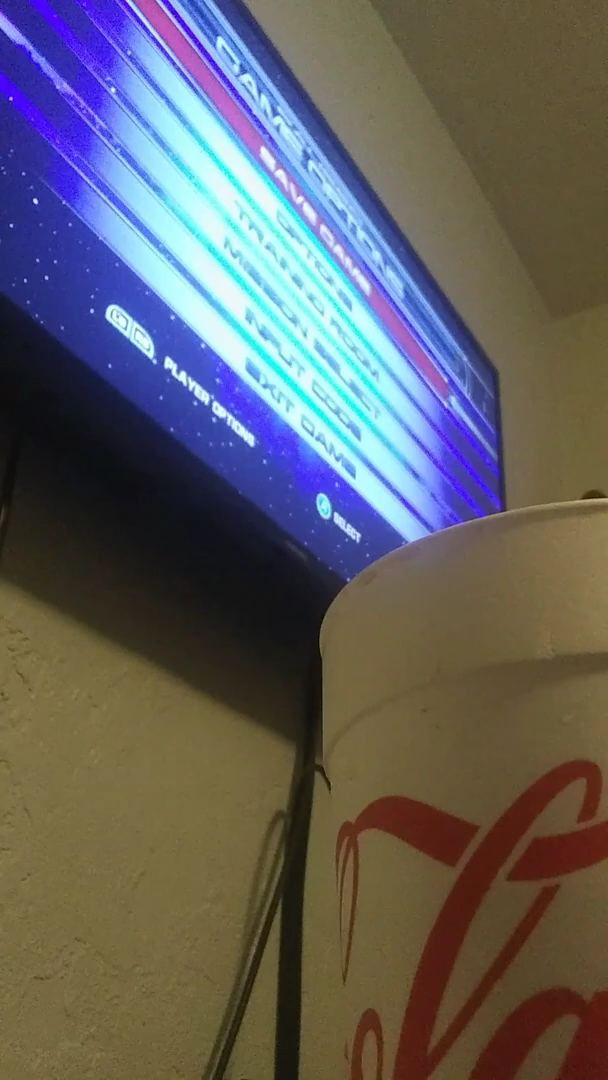 GAME OPTIONS
SAVE GAME
OPTIONS
TRAINING ROOM
MISSION SELECT
INPUT CODE
EXIT GAME
PLAYER OPTIONS
A SELECT